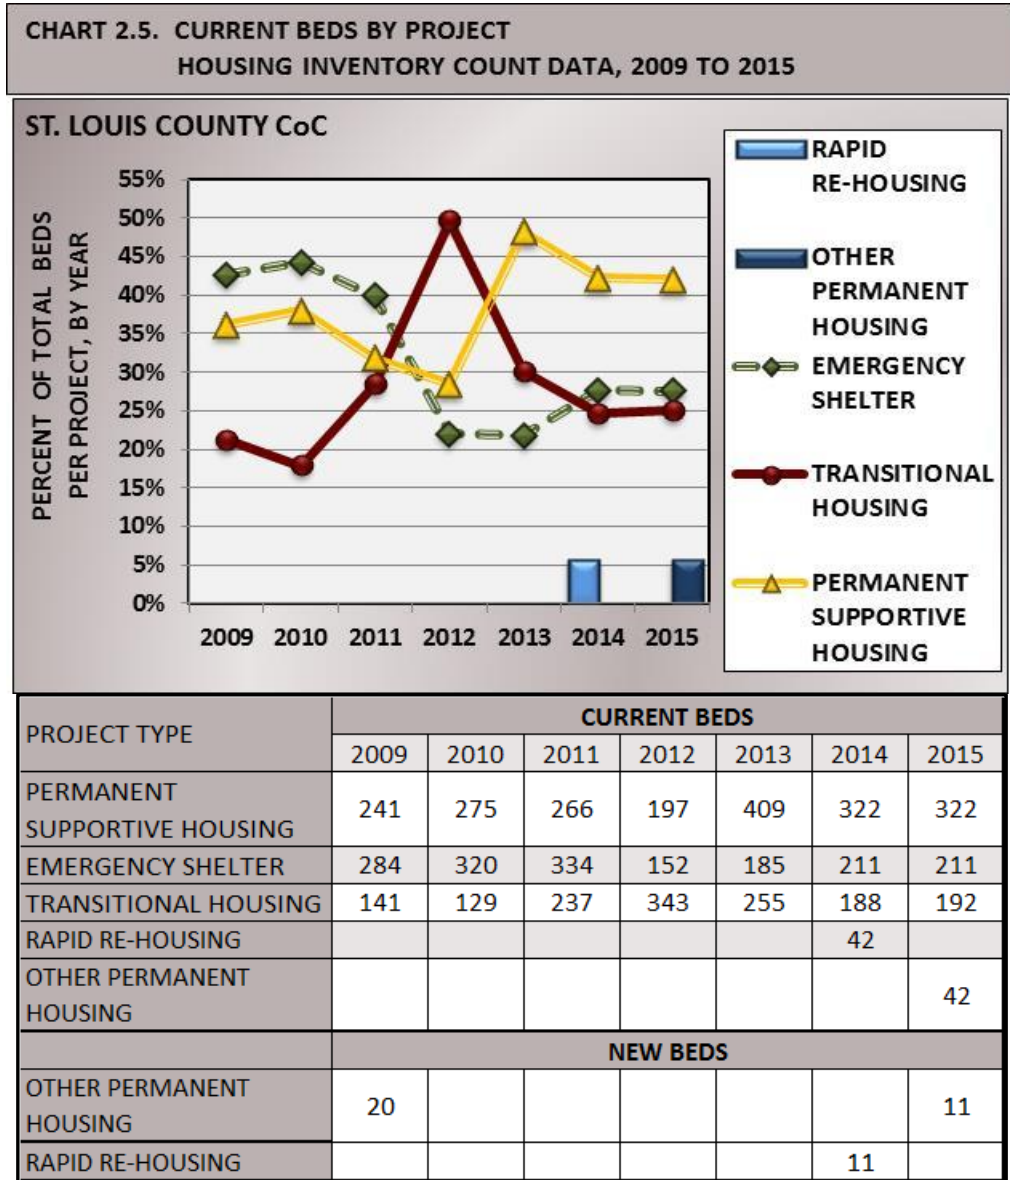 CHART 2.5. CURRENT BEDS BY PROJECT
HOUSING INVENTORY COUNT DATA, 2009 TO 2015
ST. LOUIS COUNTY CoC
PERCENT OF TOTAL BEDS
PER PROJECT, BY YEAR
55%
50%
45%
40%
35%
30%
25%
20%
15%
10%
5%
0%
2009 2010 2011 2012 2013 2014 2015
RAPID
RE-HOUSING
OTHER
PERMANENT
HOUSING
EMERGENCY
SHELTER
TRANSITIONAL
HOUSING
PERMANENT
SUPPORTIVE
HOUSING
PROJECT TYPE
CURRENT BEDS
2009 2010 2011 2012 2013 2014 2015
PERMANENT
SUPPORTIVE HOUSING
241 275 266 197 409 322 322
EMERGENCY SHELTER 284 320 334 152 185 211 211
TRANSITIONAL HOUSING 141 129 237 343 255 188 192
RAPID RE-HOUSING 42
OTHER PERMANENT
HOUSING
42
NEW BEDS
OTHER PERMANENT
HOUSING
20 11
RAPID RE-HOUSING 11